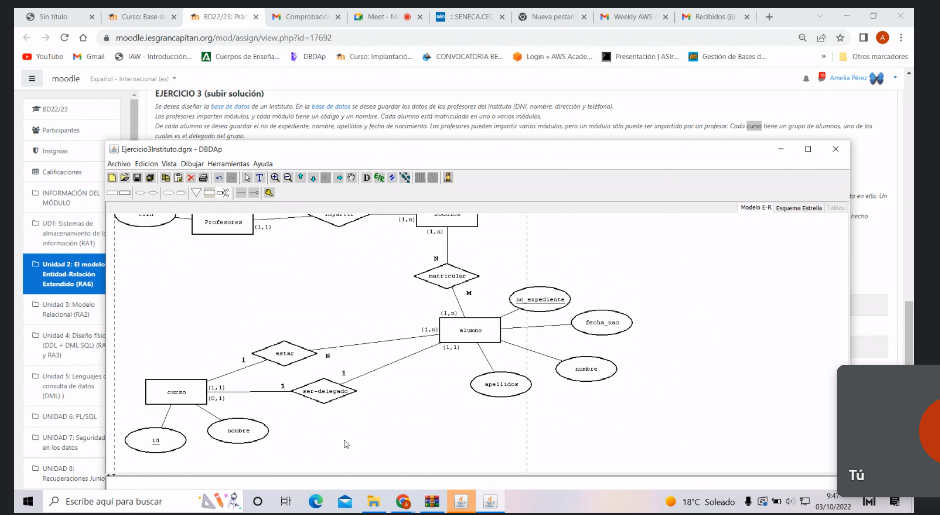 Sin título
Curso: Base d
BD22/23: Prác
Comprobació
Meet - M
:: SENECA.CED
Nueva pestañ
Weekly AWS
Recibidos (6)
moodle.iesgrancapitan.org/mod/assign/view.php?id=17692
YouTube
Gmail
IAW - Introducción...
Cuerpos de Enseña...
DBDAp
Curso: Implantació...
CONVOCATORIA BE...
Login » AWS Acade...
Presentación | ASIr...
Gestión de Bases d...
Otros marcadores
moodle
Español - Internacional (es)
Amelia Pérez
BD22/23
Participantes
Insignias
Calificaciones
INFORMACIÓN DEL MÓDULO
UD1: Sistemas de almacenamiento de la información (RA1)
Unidad 2: El modelo Entidad-Relación Extendido (RA6)
Unidad 3: Modelo Relacional (RA2)
Unidad 4: Diseño físic (DDL + DML SQL) (RA y RA3)
Unidad 5: Lenguajes consulta de datos (DML) )
UNIDAD 6: PL/SQL
UNIDAD 7: Seguridad en los datos
UNIDAD 8: Recuperaciones Junio
EJERCICIO 3 (subir solución)
Se desea diseñar la base de datos de un Instituto. En la base de datos se desea guardar los datos de los profesores del Instituto (DNI, nombre, dirección y teléfono).
Los profesores imparten módulos, y cada módulo tiene un código y un nombre. Cada alumno está matriculado en uno o varios módulos.
De cada alumno se desea guardar el no de expediente, nombre, apellidos y fecha de nacimiento. Los profesores pueden impartir varios módulos, pero un módulo sólo puede ser impartido por un profesor. Cada curso tiene un grupo de alumnos, uno de los
cuales es el delegado del grupo.
ta en ella. Un
hecho
Ejercicio3Instituto.dgrx - DBDAp
Archivo Edicion Vista Dibujar Herramientas Ayuda
Modelo E-R
Esquema Estrella
Tables
Profesores
(1,1)
(1,n)
(1,n)
N
matricular
M
(1,n)
no_expediente
(1,n)
alumno
fecha_nac
(1,1)
estar
N
1
nombre
apellidos
1
curso
(1,1)
(0,1)
1
ser-delegado
id
nombre
Tú
Escribe aquí para buscar
18°C Soleado
9:47
03/10/2022